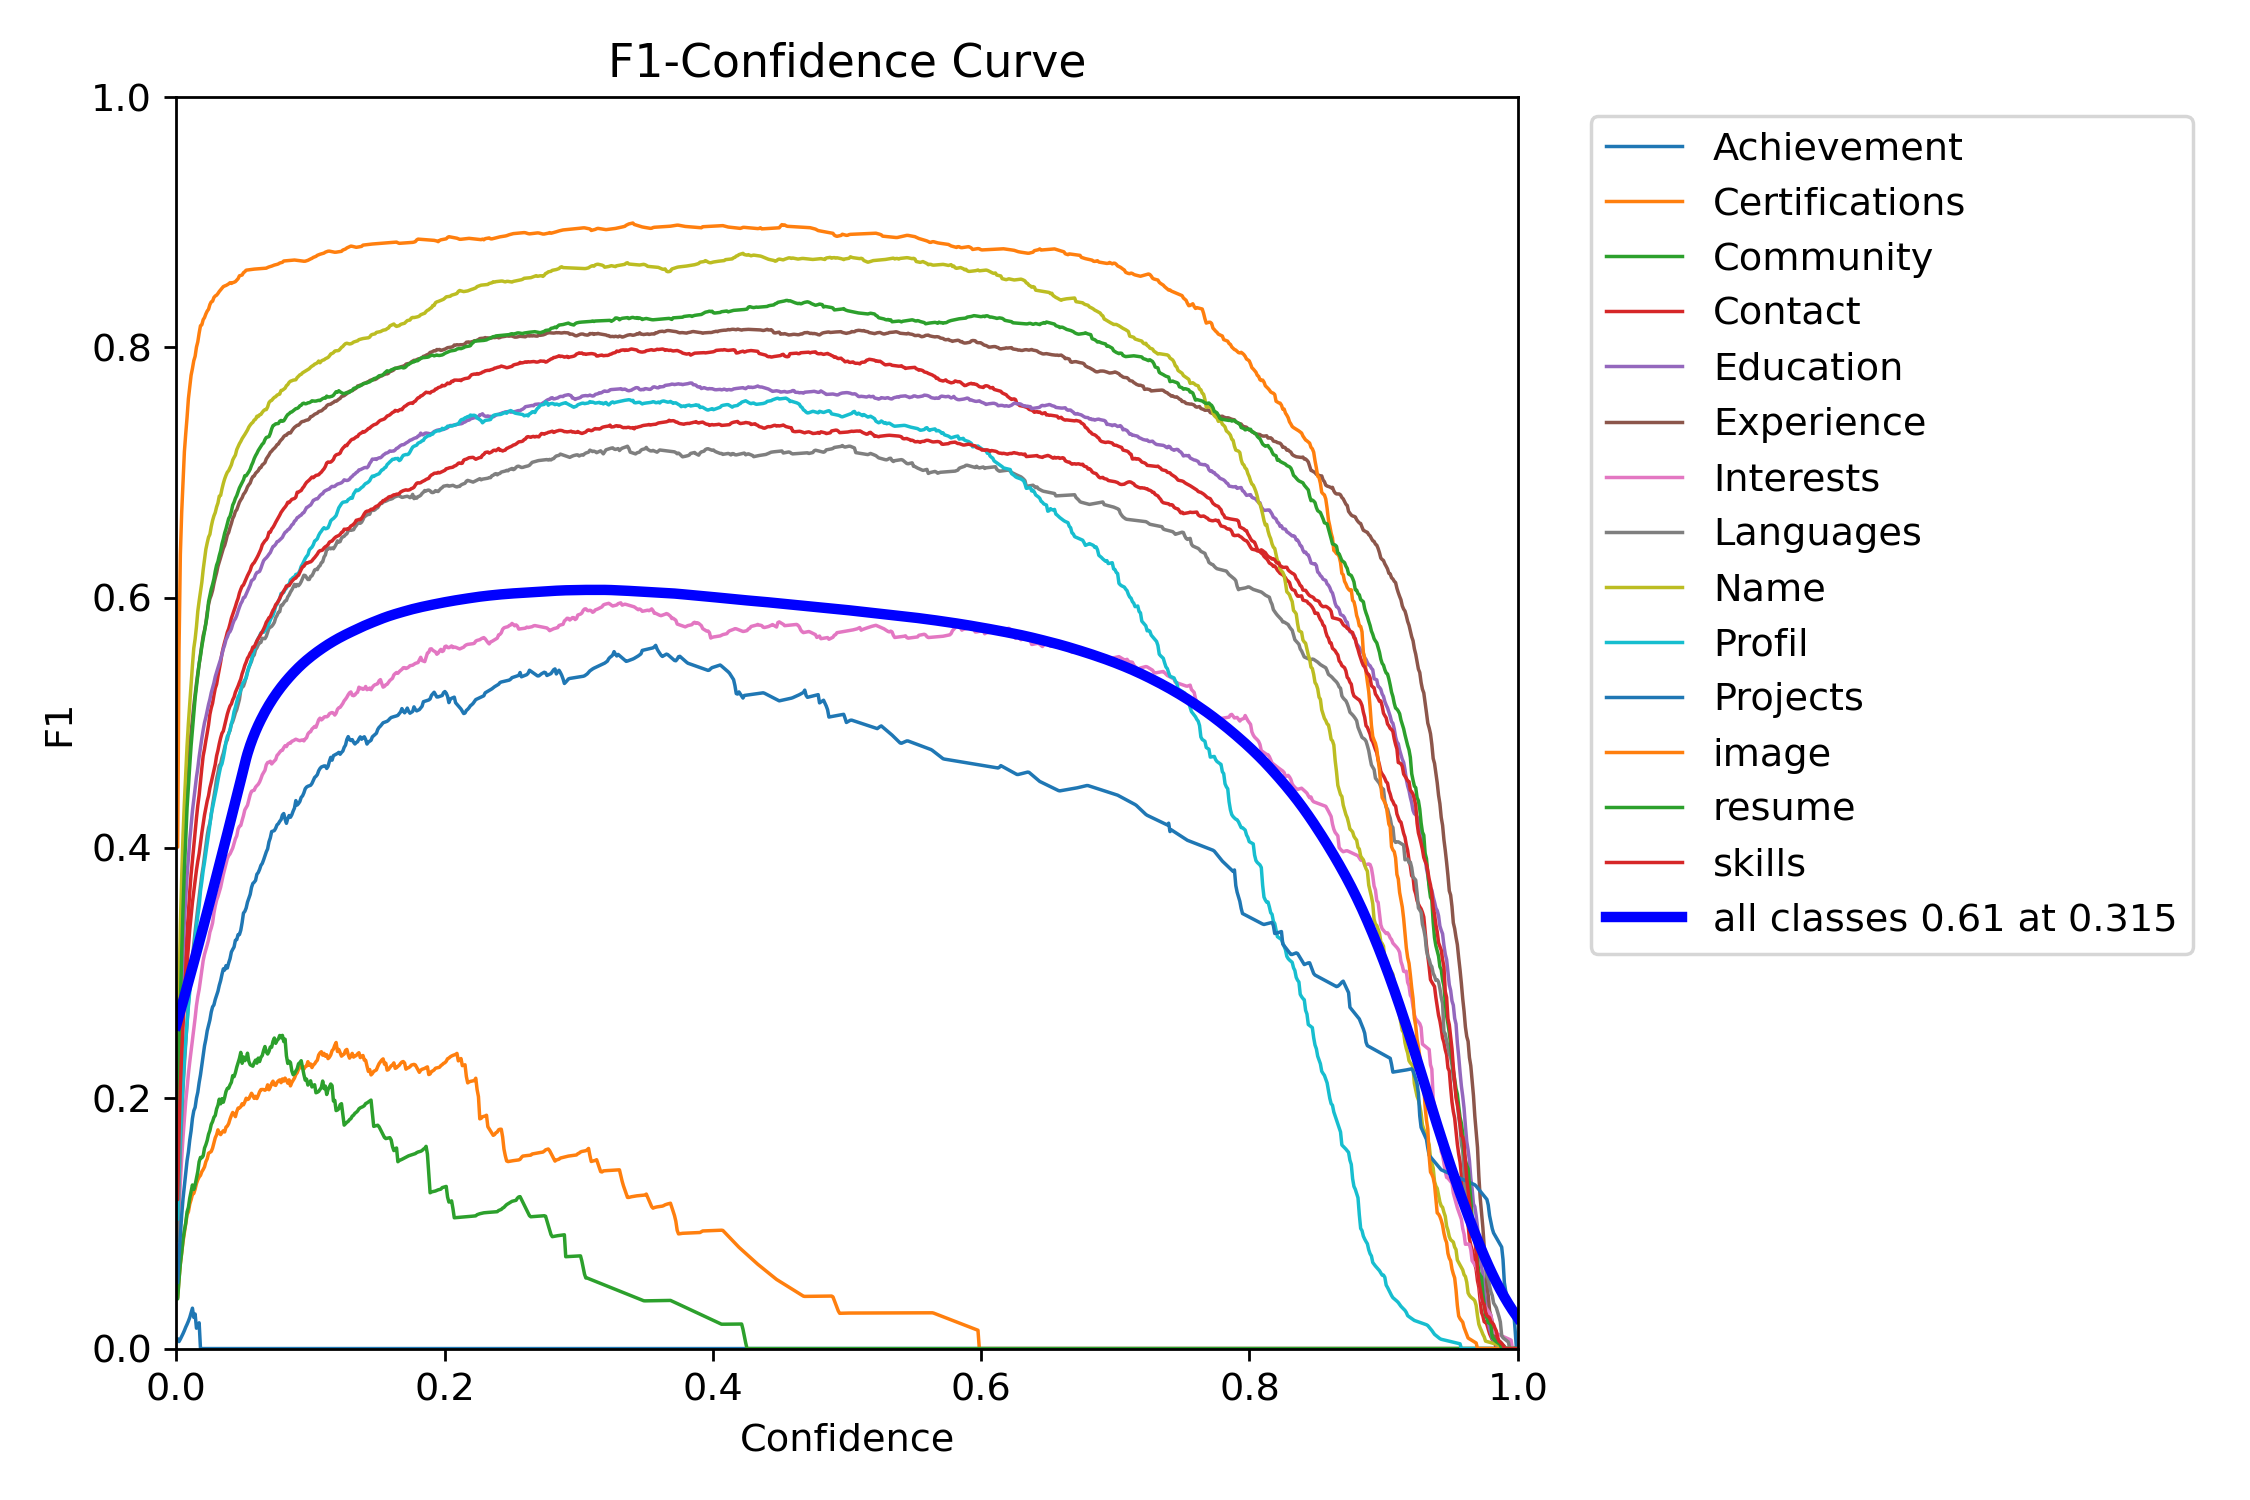 F1-Confidence Curve
1.0
0.8
0.6
0.4
0.2
0.0
F1
0.0 0.2 0.4 0.6 0.8 1.0
Confidence
Achievement
Certifications
Community
Contact
Education
Experience
Interests
Languages
Name
Profil
Projects
image
resume
skills
all classes 0.61 at 0.315